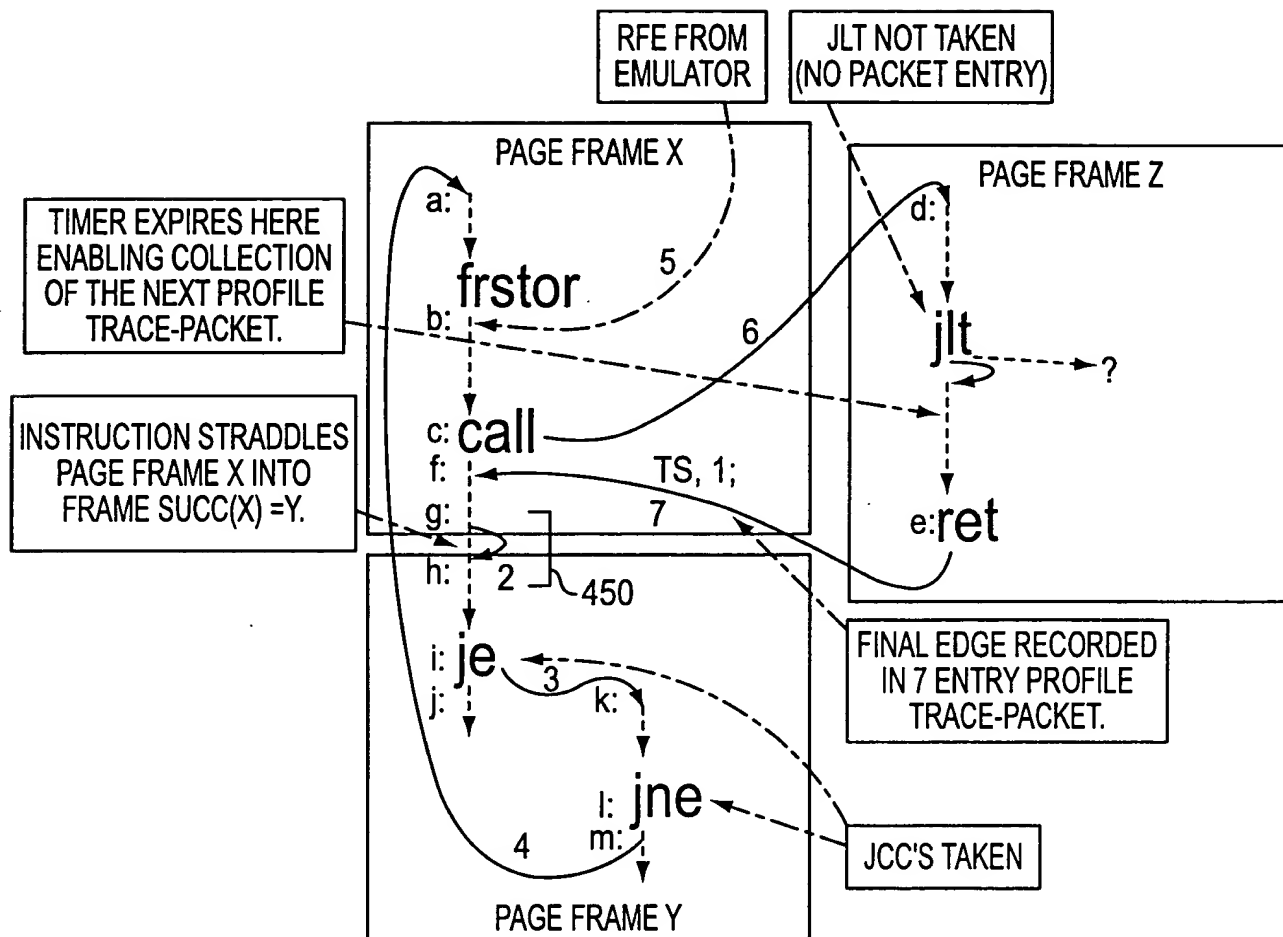 RFE FROM
EMULATOR
JLT NOT TAKEN
(NO PACKET ENTRY)
PAGE FRAME X
PAGE FRAME Z
a:
d:
TIMER EXPIRES HERE
ENABLING COLLECTION
OF THE NEXT PROFILE
TRACE-PACKET.
frstor
5
b:
6
jlt
?
INSTRUCTION STRADDLES
PAGE FRAME X INTO
FRAME SUCC(X) =Y.
c: call
f:
TS, 1;
7
g:
e: ret
h:
2
450
i: je
3
j:
k:
FINAL EDGE RECORDED
IN 7 ENTRY PROFILE
TRACE-PACKET.
l: jne
4
m:
JCC'S TAKEN
PAGE FRAME Y